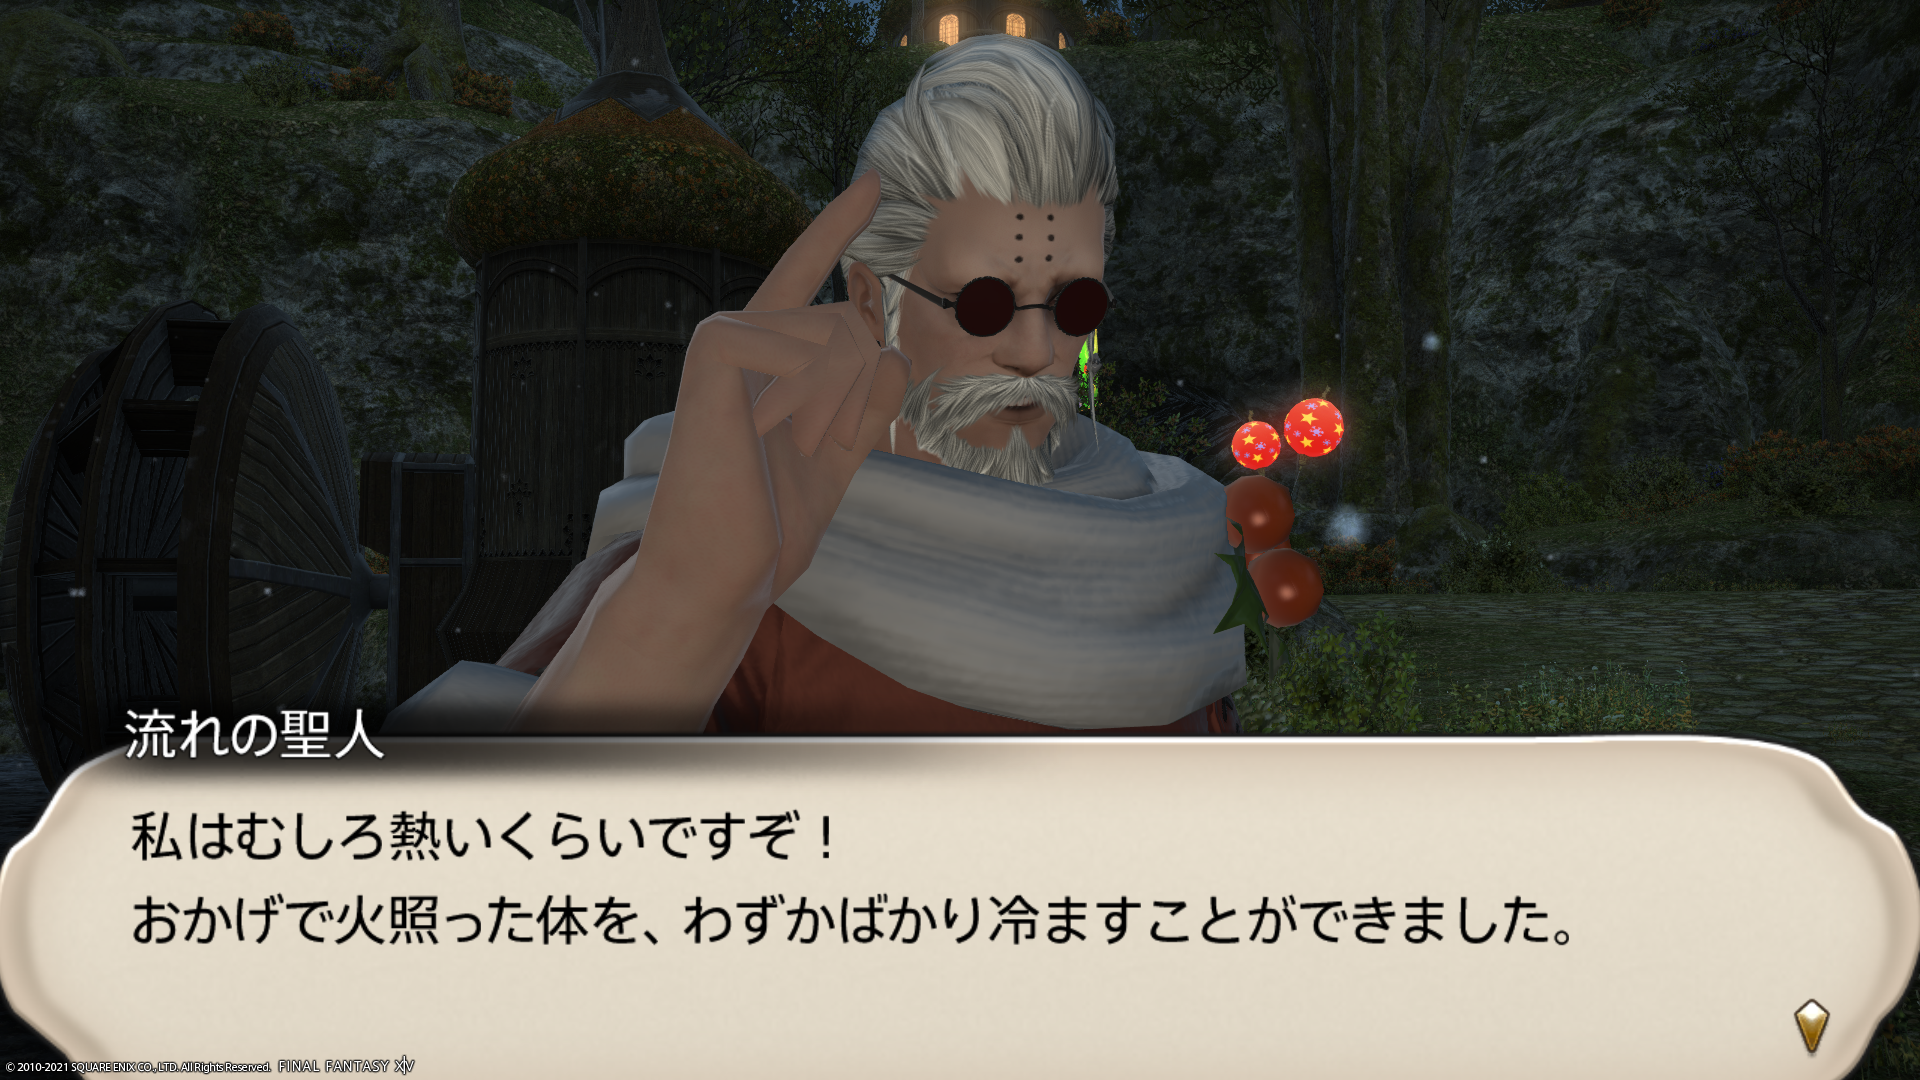 流れの聖人
私はむしろ熱いくらいですぞ！
おかげで火照った体を、わずかばかり冷ますことができました。
© 2010-2021 SQUARE ENIX CO., LTD. All Rights Reserved. FINAL FANTASY XIV